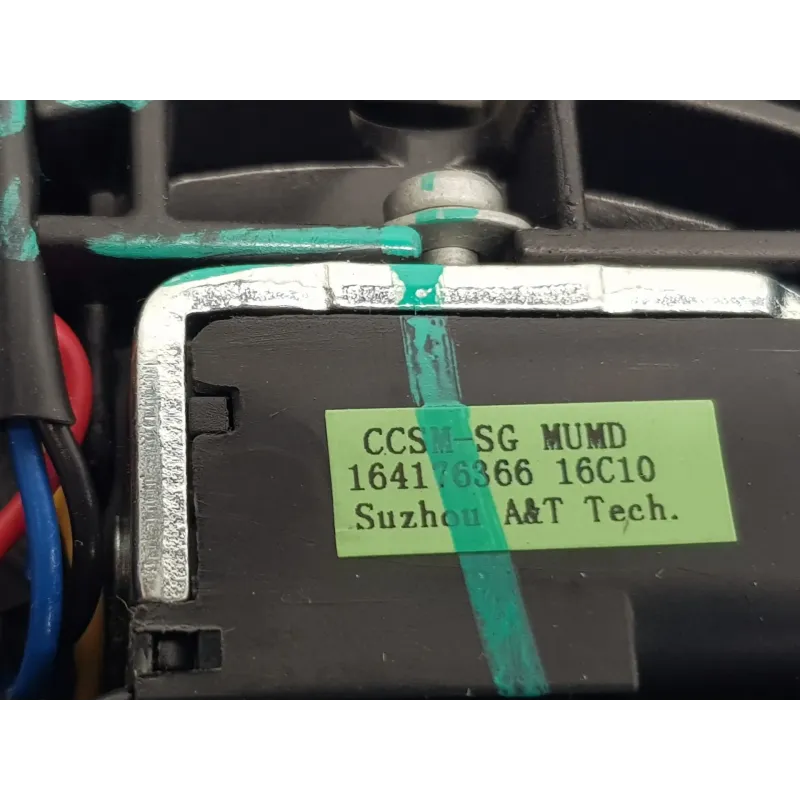 CCSM-SG MUMD
164176366 16C10
Suzhou A&T Tech.